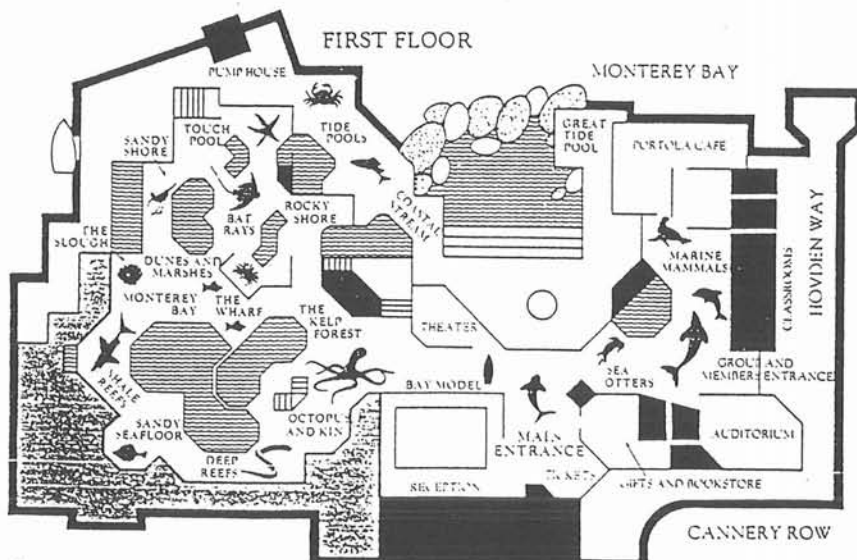 FIRST FLOOR
MONTEREY BAY
PUMP HOUSE
TOUCH
POOL
TIDE
POOLS
GREAT
TIDE
POOL
PORTOLA CAFE
SANDY
SHORE
BAT
RAYS
ROCKY
SHORE
COASTAL
STREAM
THE
SLOUGH
DUNES AND
MARSHES
MARINE
MAMMALS
CLASSROOMS
HOVDEN WAY
MONTEREY
BAY
THE
WHARF
THE
KELP
FOREST
THEATER
SHALE
REEFS
BAY MODEL
SEA
OTTERS
GROUP AND
MEMBERS ENTRANCE
SANDY
SEAFLOOR
OCTOPUS
AND KIN
DEEP
REEFS
MAIN
ENTRANCE
AUDITORIUM
RECEPTION
TICKETS
GIFTS AND BOOKSTORE
CANNERY ROW